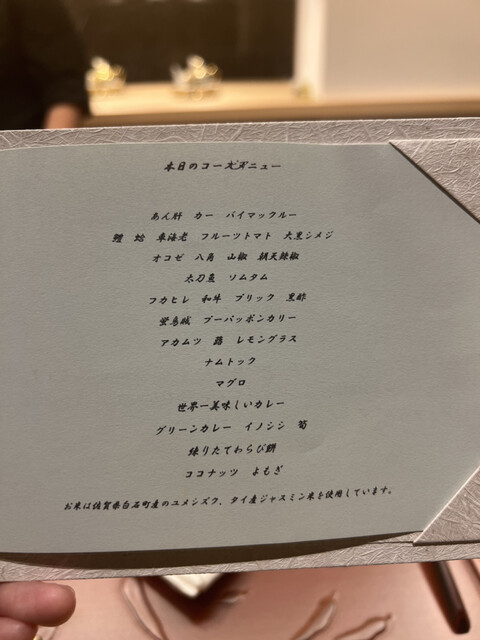 本日のコースメニュー
あん肝 カー バイマックルー
鱧 蛤 車海老 フルーツトマト 大黒シメジ
オコゼ 八角 山椒 朝天辣椒
太刀魚 ソムタム
フカヒレ 和牛 プリック 黒酢
蛍烏賊 プーパッポンカリー
アカムツ 蕗 レモングラス
ナムトック
マグロ
世界一美味しいカレー
グリーンカレー イノシシ 筍
練りたてわらび餅
ココナッツ よもぎ
お米は佐賀県白石町産のユメシズク、タイ産ジャスミン米を使用しています。